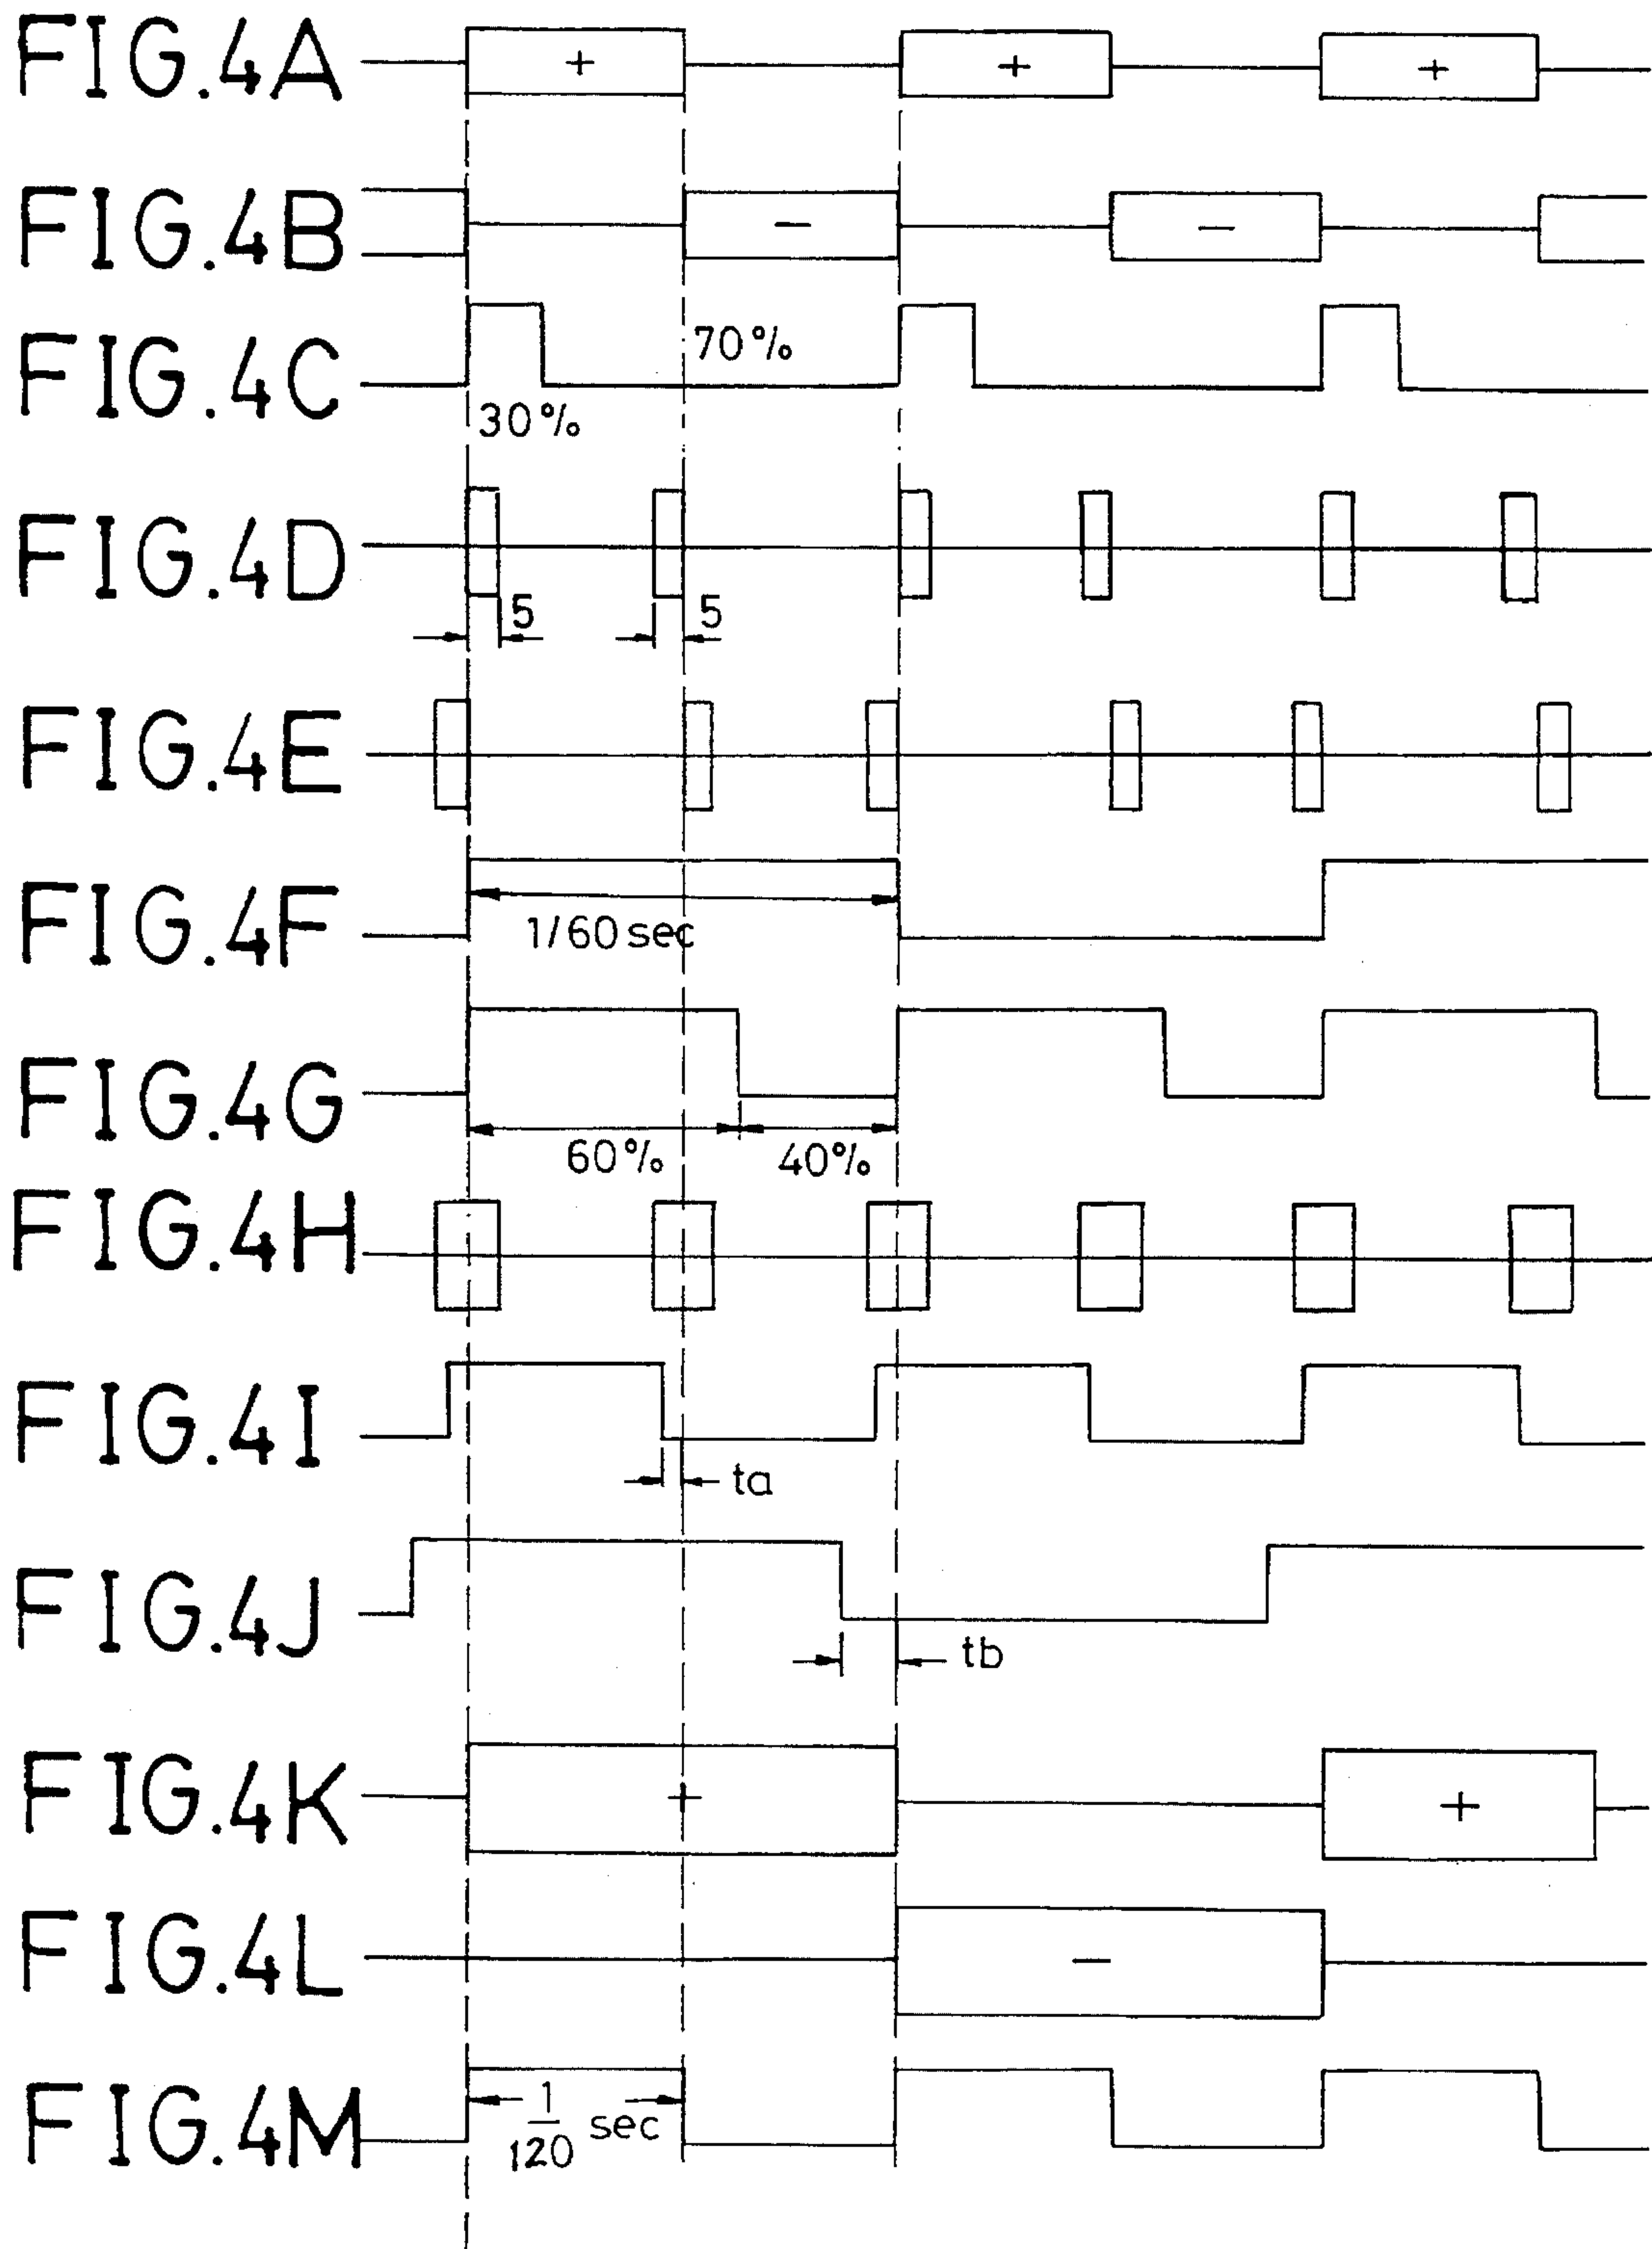 FIG.4A + + +
FIG.4B - -
FIG.4C 70%
30%
FIG.4D
5 5
FIG.4E
FIG.4F
1/60 sec
FIG.4G
60% 40%
FIG.4H
FIG.4I
ta
FIG.4J
tb
FIG.4K + +
FIG.4L -
FIG.4M 1/120 sec